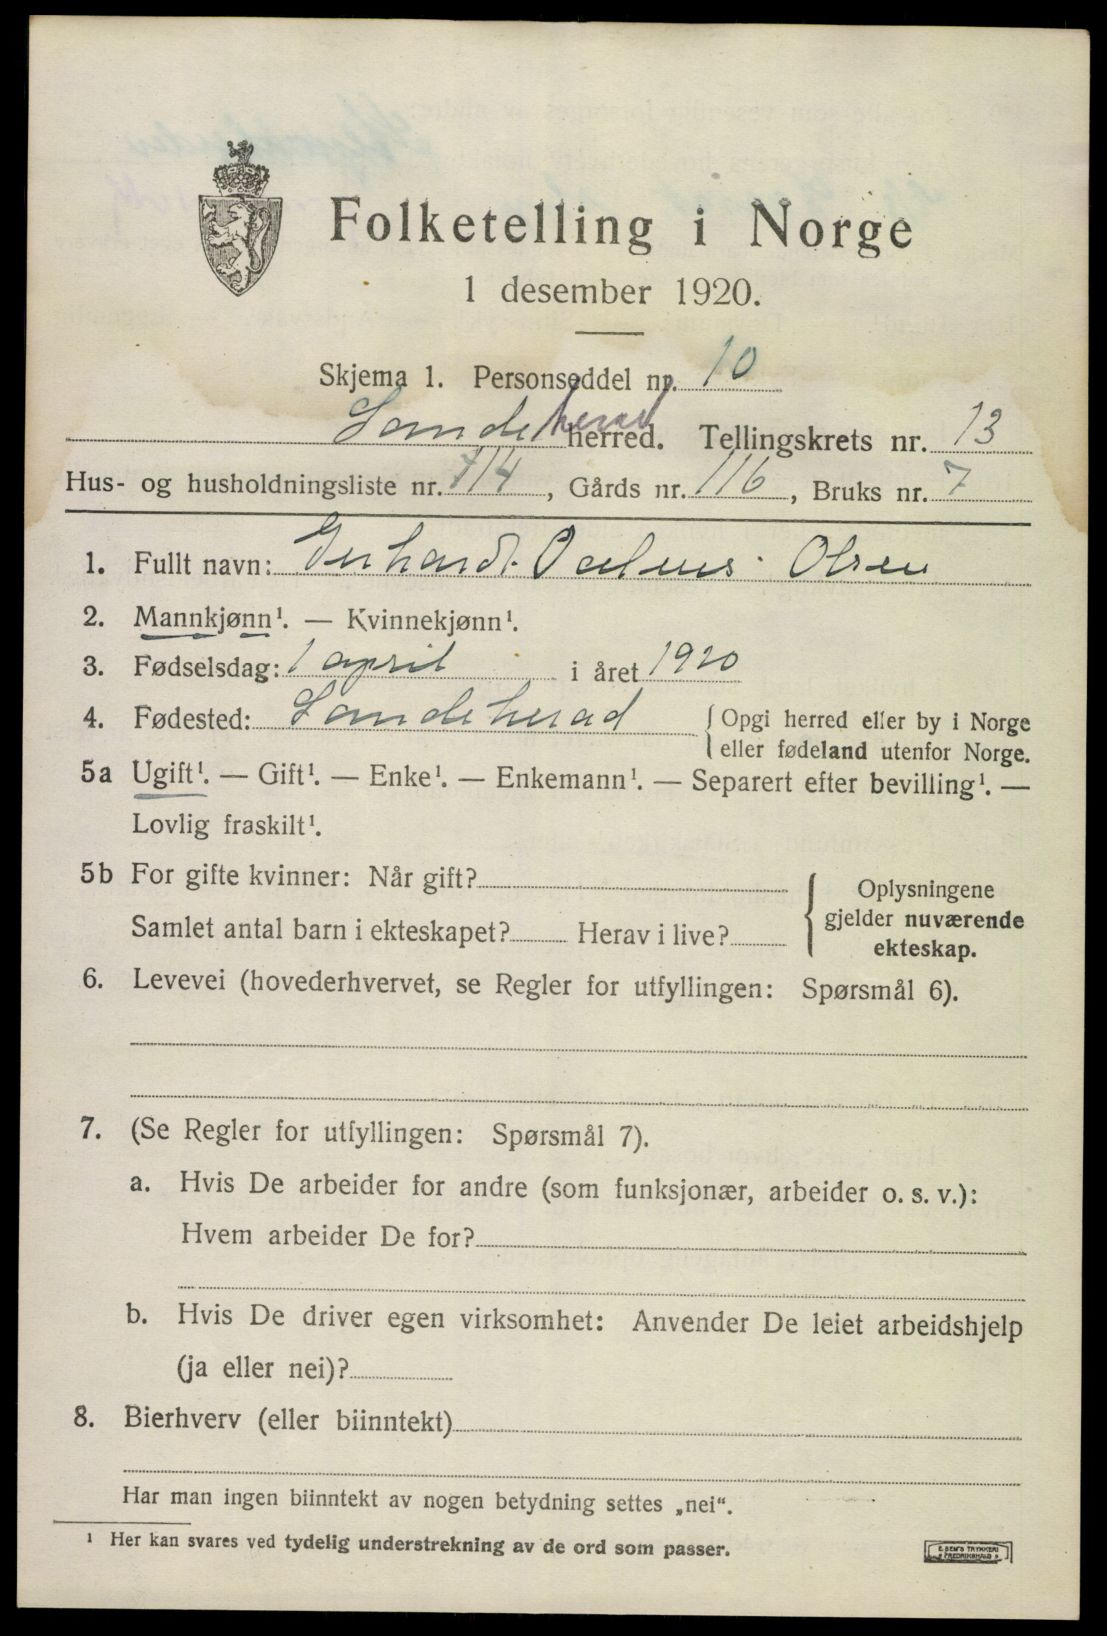 Folketelling i Norge
1 desember 1920.
Skjema 1. Personseddel nr. 10
Sandeherad herred. Tellingskrets nr. 13
Hus- og husholdningsliste nr. 114, Gårds nr. 116, Bruks nr. 7
1. Fullt navn: Gerhardt Olsen
2. Mannkjønn¹. — Kvinnekjønn¹.
3. Fødselsdag: 1 april i året 1920
4. Fødested: Sandeherad {Opgi herred eller by i Norge
eller fødeland utenfor Norge.
5a Ugift¹. — Gift¹. — Enke¹. — Enkemann¹. — Separert efter bevilling¹. —
Lovlig fraskilt¹.
5b For gifte kvinner: Når gift?
Samlet antal barn i ekteskapet? Herav i live?
{Oplysningene
gjelder nuværende
ekteskap.
6. Levevei (hovederhvervet, se Regler for utfyllingen: Spørsmål 6).
7. (Se Regler for utfyllingen: Spørsmål 7).
a. Hvis De arbeider for andre (som funksjonær, arbeider o. s. v.):
Hvem arbeider De for?
b. Hvis De driver egen virksomhet: Anvender De leiet arbeidshjelp
(ja eller nei)?
8. Bierhverv (eller biinntekt)
Har man ingen biinntekt av nogen betydning settes „nei“.
¹ Her kan svares ved tydelig understrekning av de ord som passer.
E. SEM'S TRYKKERI
FREDRIKSHALD